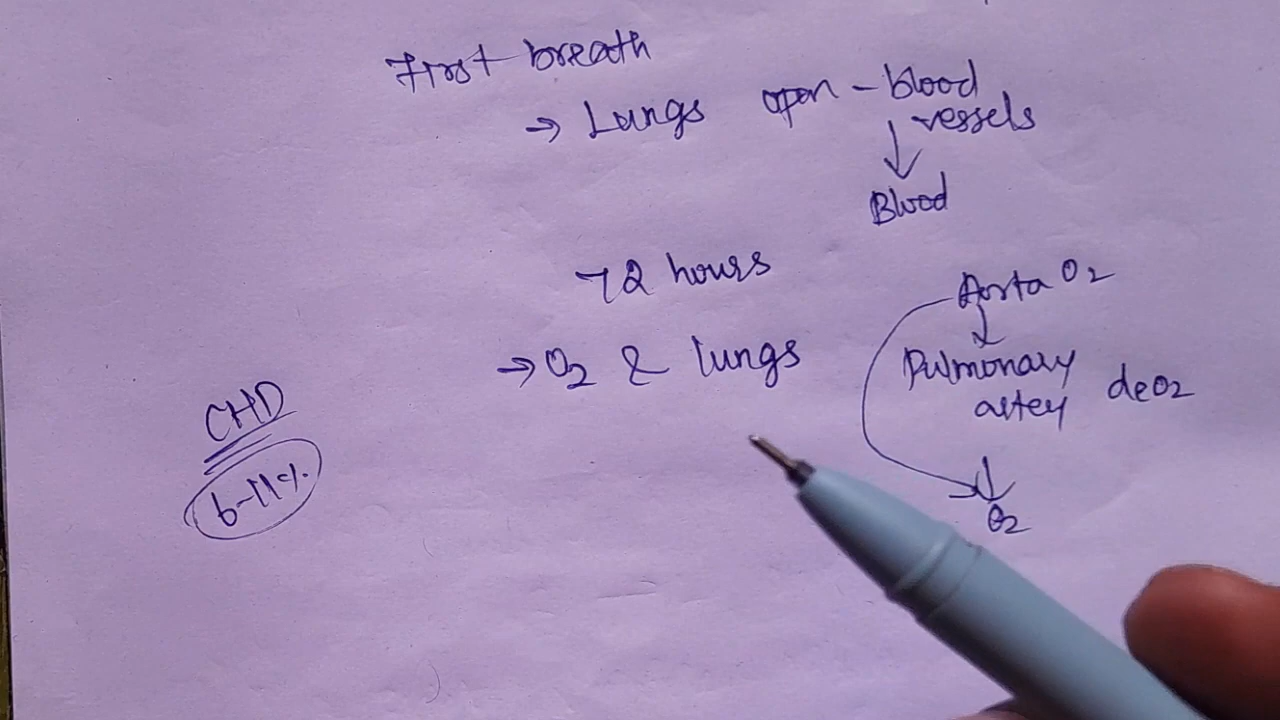 First breath
→ Lungs open - blood
vessels
↓
Blood
72 hours
→ O2 & lungs
Aorta O2
↓
Pulmonary
artey deO2
↓
O2
CHD
6-11%